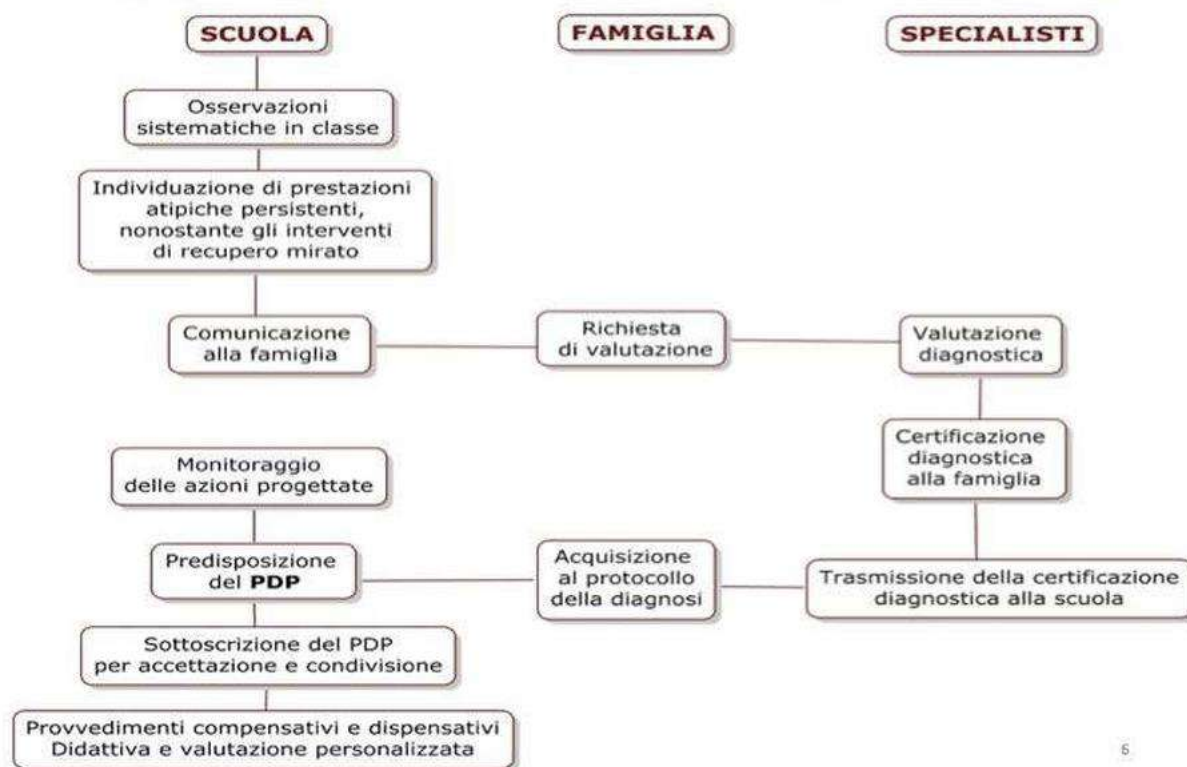 SCUOLA
FAMIGLIA
SPECIALISTI
Osservazioni
sistematiche in classe
Individuazione di prestazioni
atipiche persistenti,
nonostante gli interventi
di recupero mirato
Comunicazione
alla famiglia
Richiesta
di valutazione
Valutazione
diagnostica
Certificazione
diagnostica
alla famiglia
Monitoraggio
delle azioni progettate
Predisposizione
del PDP
Acquisizione
al protocollo
della diagnosi
Trasmissione della certificazione
diagnostica alla scuola
Sottoscrizione del PDP
per accettazione e condivisione
Provvedimenti compensativi e dispensativi
Didattiva e valutazione personalizzata